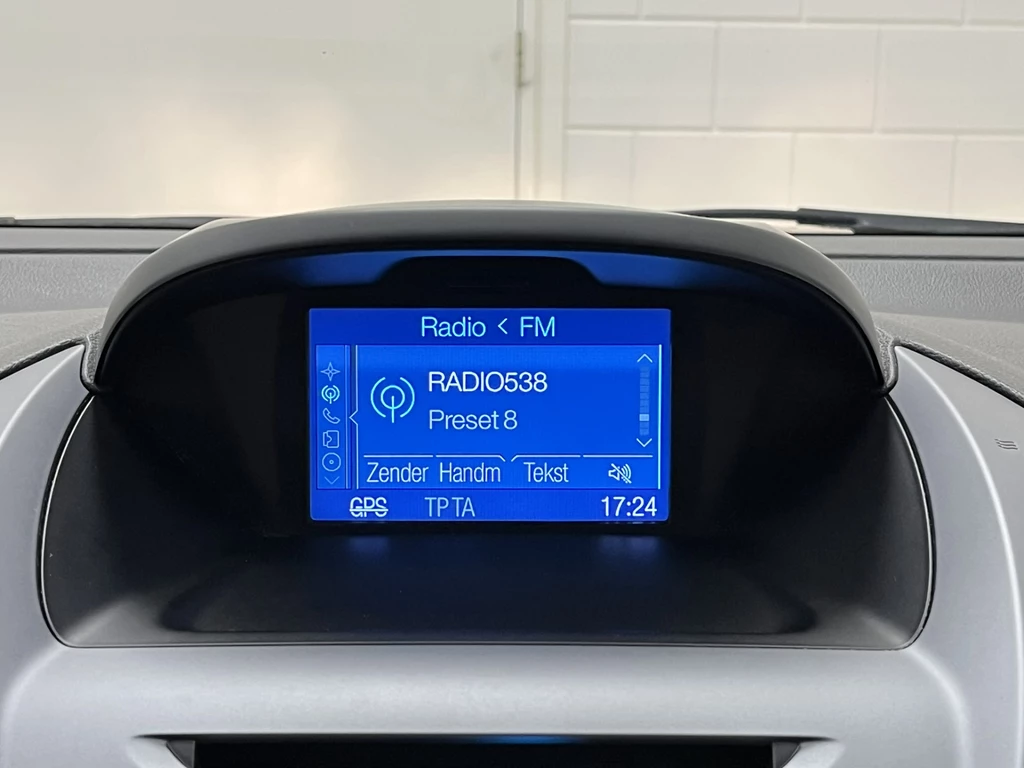 Radio < FM
RADIO538
Preset 8
Zender Handm Tekst
GPS TP TA 17:24